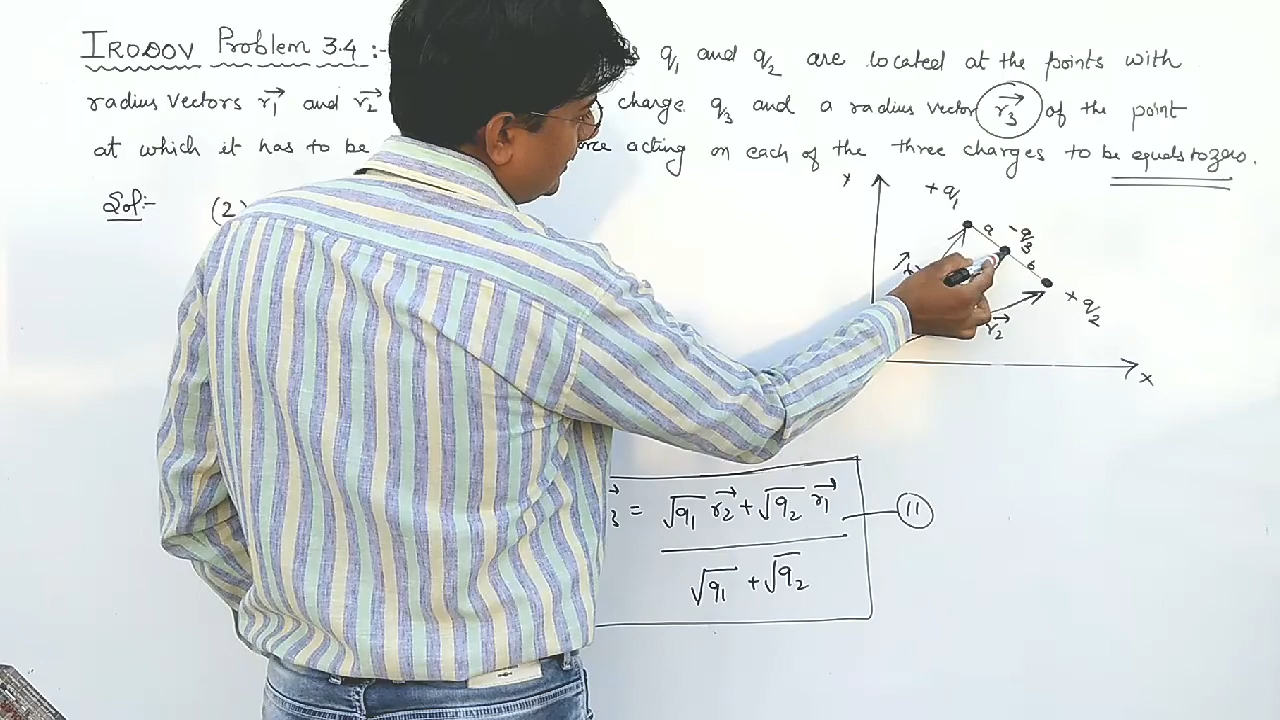 IRODOV Problem 3.4 :- q₁ and q₂ are located at the points with
radius vectors r₁→ and r₂→ charge q₃ and a radius vector r₃→ of the point
at which it has to be acting on each of the three charges to be equals to zero.
Sol:- (2)
y
+q₁
a
-q₃
b
+q₂
r₂→
x
3→ = √q₁ r₂→ + √q₂ r₁→ 11
√q₁ + √q₂